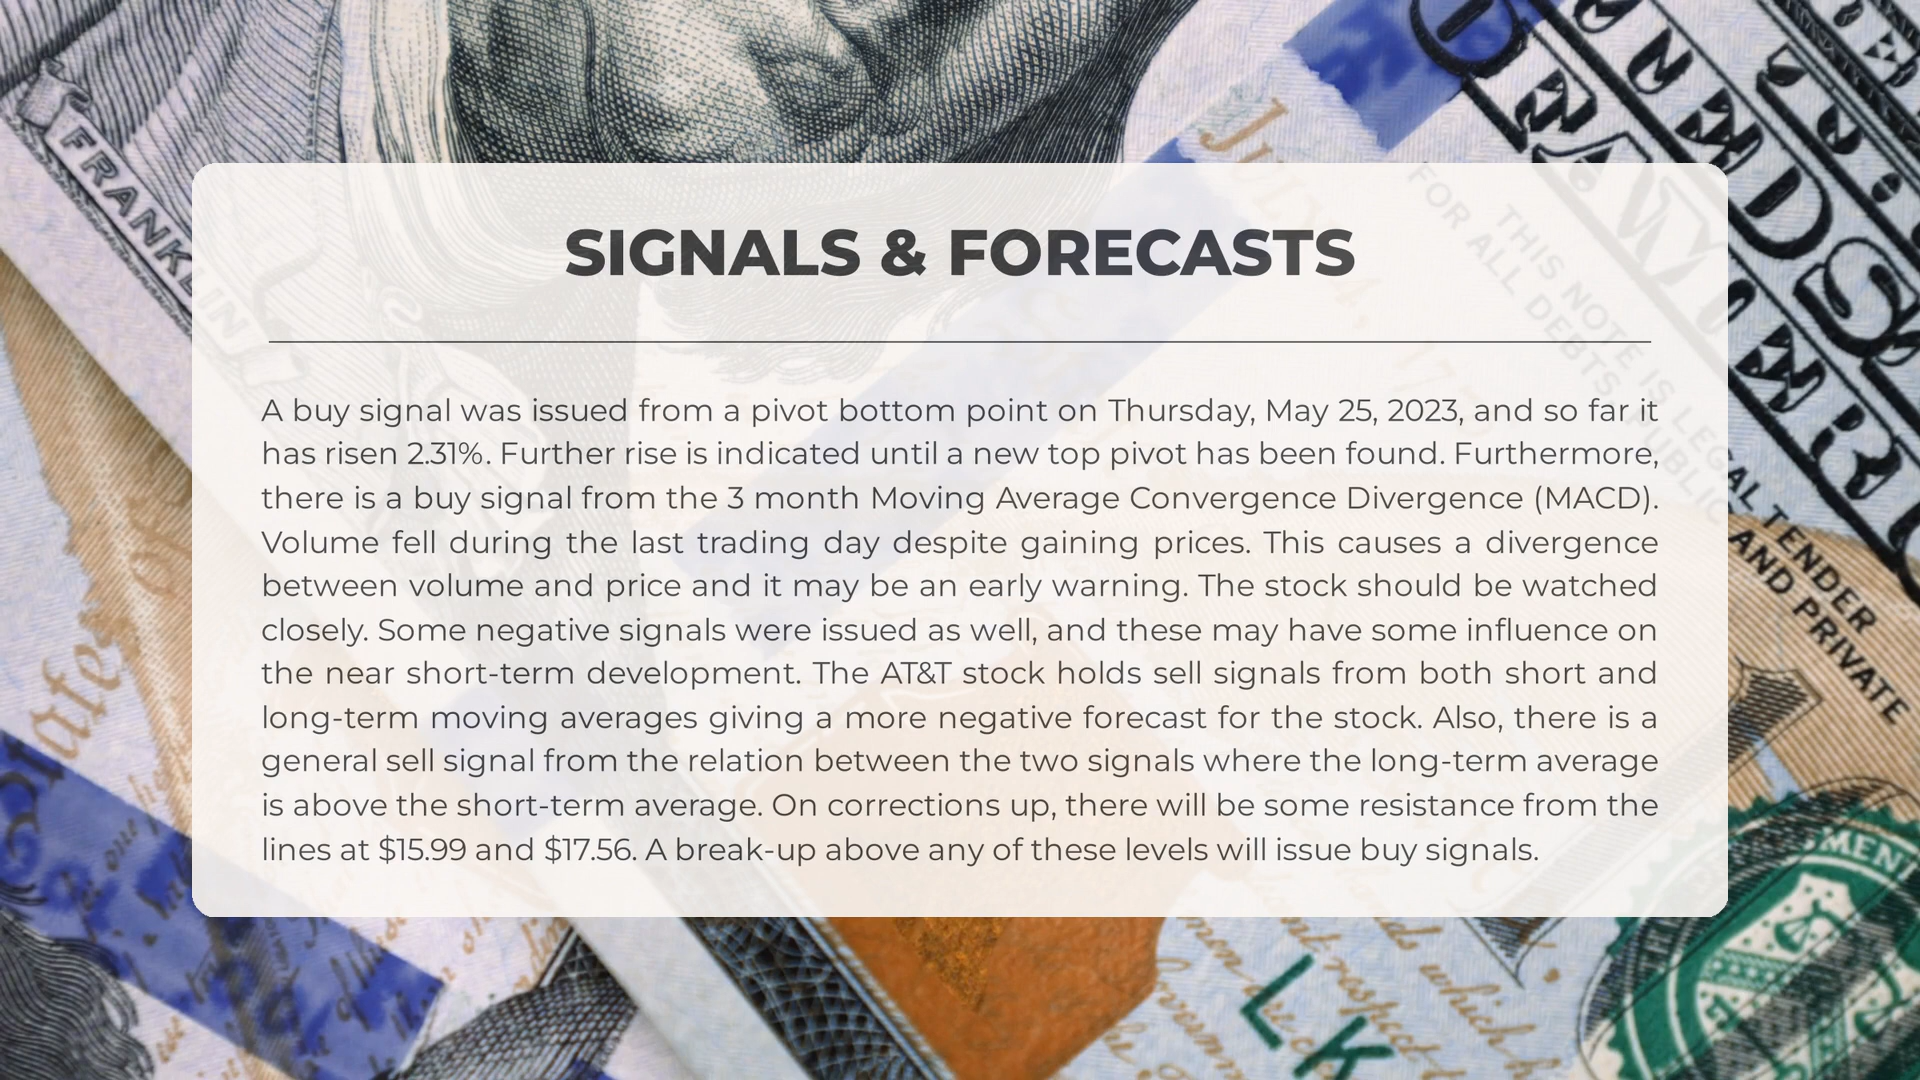 FRANKLIN
JULY 4, 177
THIS NOTE IS LEGAL TENDER
FOR ALL DEBTS, PUBLIC AND PRIVATE
SIGNALS & FORECASTS
A buy signal was issued from a pivot bottom point on Thursday, May 25, 2023, and so far it
has risen 2.31%. Further rise is indicated until a new top pivot has been found. Furthermore,
there is a buy signal from the 3 month Moving Average Convergence Divergence (MACD).
Volume fell during the last trading day despite gaining prices. This causes a divergence
between volume and price and it may be an early warning. The stock should be watched
closely. Some negative signals were issued as well, and these may have some influence on
the near short-term development. The AT&T stock holds sell signals from both short and
long-term moving averages giving a more negative forecast for the stock. Also, there is a
general sell signal from the relation between the two signals where the long-term average
is above the short-term average. On corrections up, there will be some resistance from the
lines at $15.99 and $17.56. A break-up above any of these levels will issue buy signals.
LK